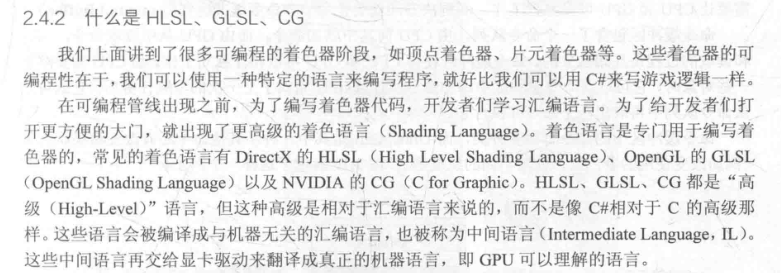 2.4.2 什么是 HLSL、GLSL、CG
我们上面讲到了很多可编程的着色器阶段，如顶点着色器、片元着色器等。这些着色器的可
编程性在于，我们可以使用一种特定的语言来编写程序，就好比我们可以用 C#来写游戏逻辑一样。
在可编程管线出现之前，为了编写着色器代码，开发者们学习汇编语言。为了给开发者们打
开更方便的大门，就出现了更高级的着色语言（Shading Language）。着色语言是专门用于编写着
色器的，常见的着色语言有 DirectX 的 HLSL（High Level Shading Language）、OpenGL 的 GLSL
（OpenGL Shading Language）以及 NVIDIA 的 CG（C for Graphic）。HLSL、GLSL、CG 都是“高
级（High-Level）”语言，但这种高级是相对于汇编语言来说的，而不是像 C#相对于 C 的高级那
样。这些语言会被编译成与机器无关的汇编语言，也被称为中间语言（Intermediate Language，IL）。
这些中间语言再交给显卡驱动来翻译成真正的机器语言，即 GPU 可以理解的语言。